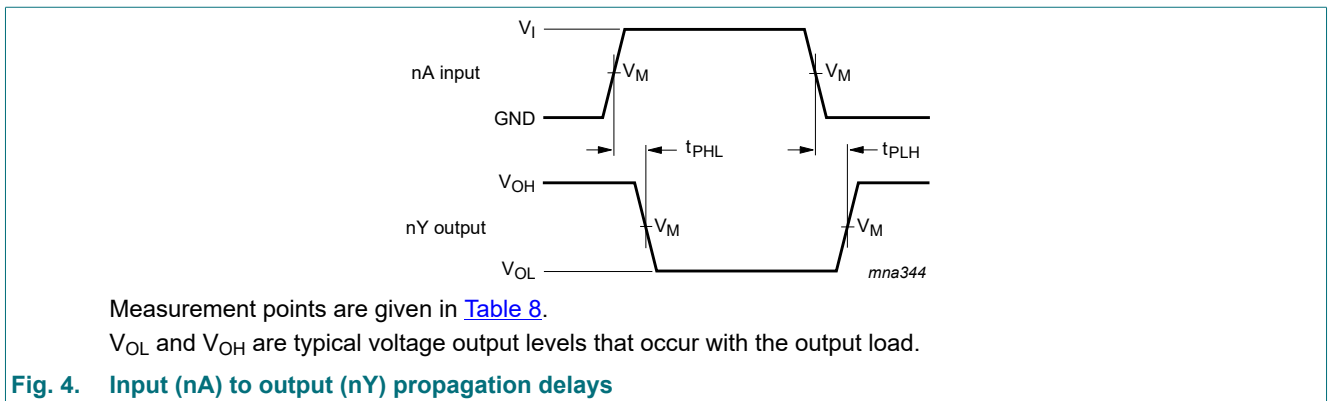 V_I
nA input
V_M
V_M
GND
t_PHL
t_PLH
V_OH
nY output
V_M
V_M
V_OL
mna344
Measurement points are given in Table 8.
V_OL and V_OH are typical voltage output levels that occur with the output load.
Fig. 4. Input (nA) to output (nY) propagation delays